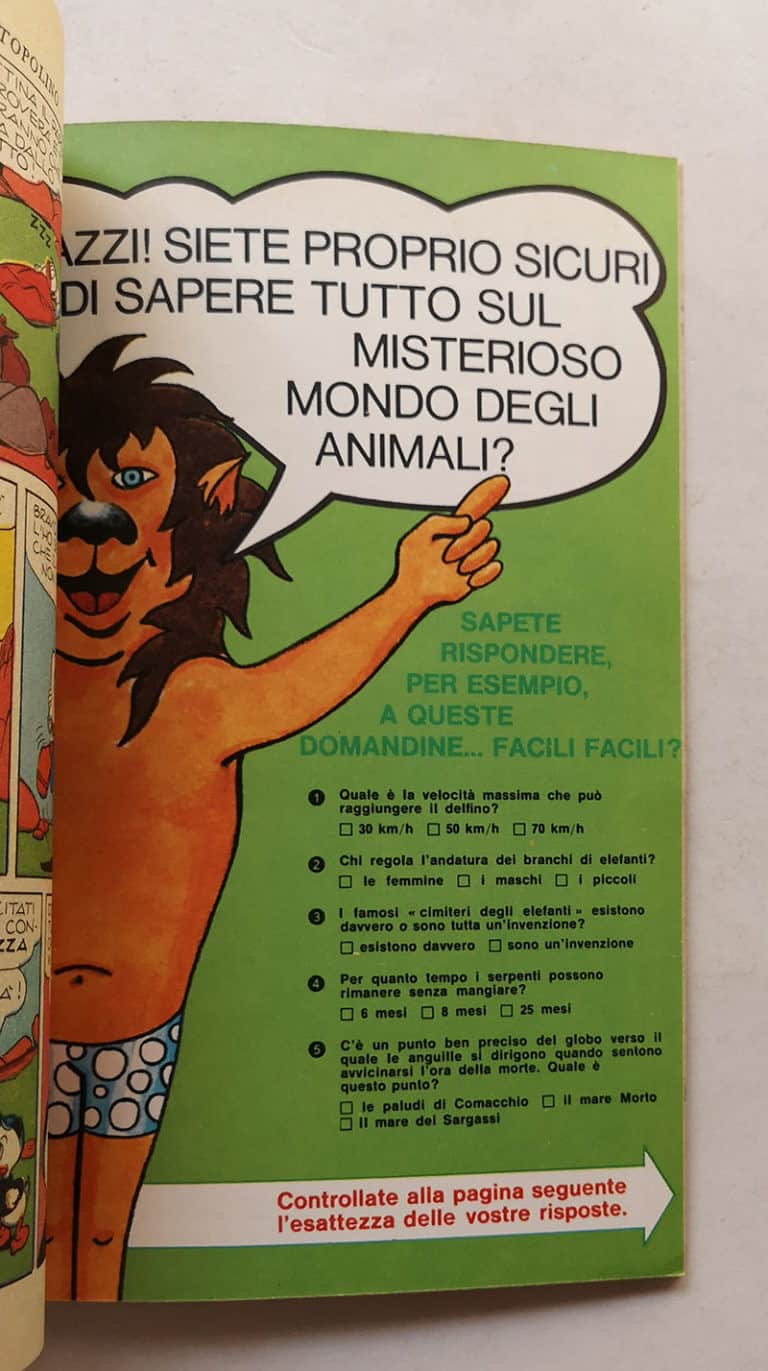 TOPOLINO
ZZZ
AZZI! SIETE PROPRIO SICURI
DI SAPERE TUTTO SUL
MISTERIOSO
MONDO DEGLI
ANIMALI?
SAPETE
RISPONDERE,
PER ESEMPIO,
A QUESTE
DOMANDINE... FACILI FACILI?
1 Quale è la velocità massima che può
raggiungere il delfino?
□ 30 km/h □ 50 km/h □ 70 km/h
2 Chi regola l'andatura dei branchi di elefanti?
□ le femmine □ i maschi □ i piccoli
3 I famosi «cimiteri degli elefanti» esistono
davvero o sono tutta un'invenzione?
□ esistono davvero □ sono un'invenzione
4 Per quanto tempo i serpenti possono
rimanere senza mangiare?
□ 6 mesi □ 8 mesi □ 25 mesi
5 C'è un punto ben preciso del globo verso il
quale le anguille si dirigono quando sentono
avvicinarsi l'ora della morte. Quale è
questo punto?
□ le paludi di Comacchio □ il mare Morto
□ il mare dei Sargassi
Controllate alla pagina seguente
l'esattezza delle vostre risposte.